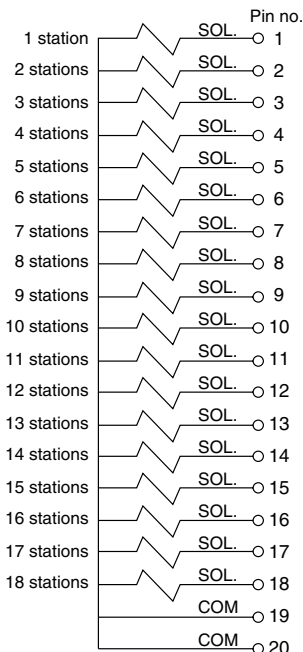 Pin no.
1 station SOL. 1
2 stations SOL. 2
3 stations SOL. 3
4 stations SOL. 4
5 stations SOL. 5
6 stations SOL. 6
7 stations SOL. 7
8 stations SOL. 8
9 stations SOL. 9
10 stations SOL. 10
11 stations SOL. 11
12 stations SOL. 12
13 stations SOL. 13
14 stations SOL. 14
15 stations SOL. 15
16 stations SOL. 16
17 stations SOL. 17
18 stations SOL. 18
COM 19
COM 20